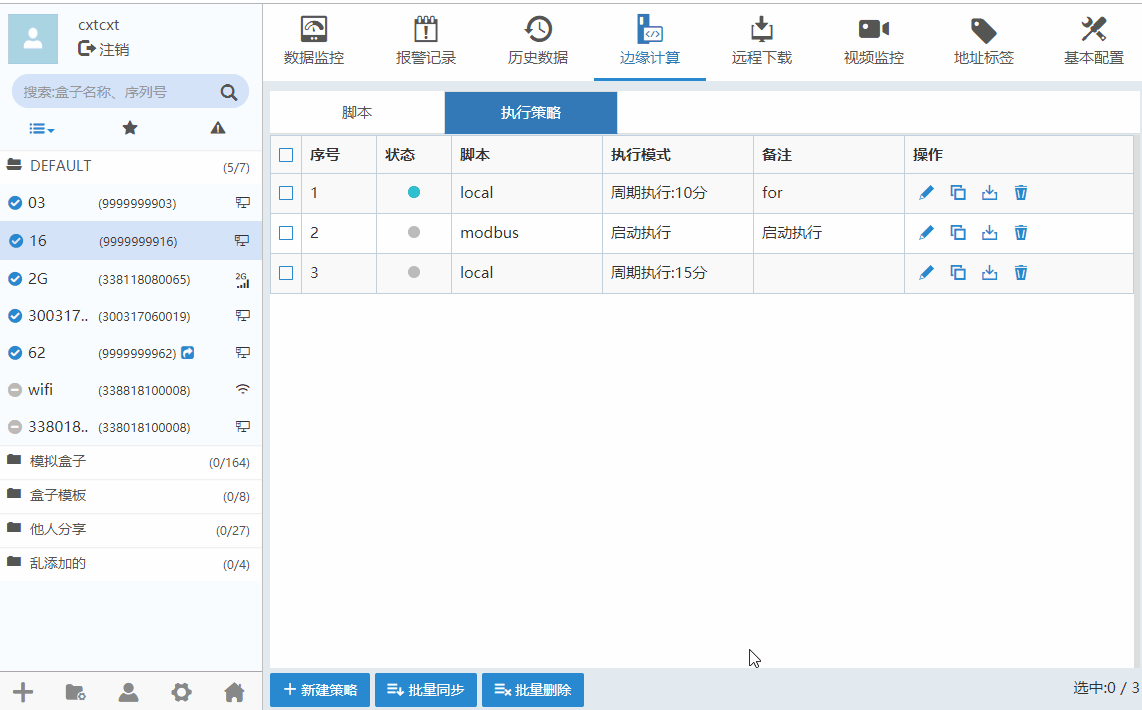 cxtcxt
注销
搜索:盒子名称、序列号
DEFAULT (5/7)
03 (9999999903)
16 (9999999916)
2G (338118080065) 2G
300317.. (300317060019)
62 (9999999962)
wifi (338818100008)
338018.. (338018100008)
模拟盒子 (0/164)
盒子模板 (0/8)
他人分享 (0/27)
乱添加的 (0/4)
数据监控 报警记录 历史数据 边缘计算 远程下载 视频监控 地址标签 基本配置
脚本 执行策略
序号 状态 脚本 执行模式 备注 操作
1 local 周期执行:10分 for
2 modbus 启动执行 启动执行
3 local 周期执行:15分
新建策略 批量同步 批量删除 选中:0 / 3